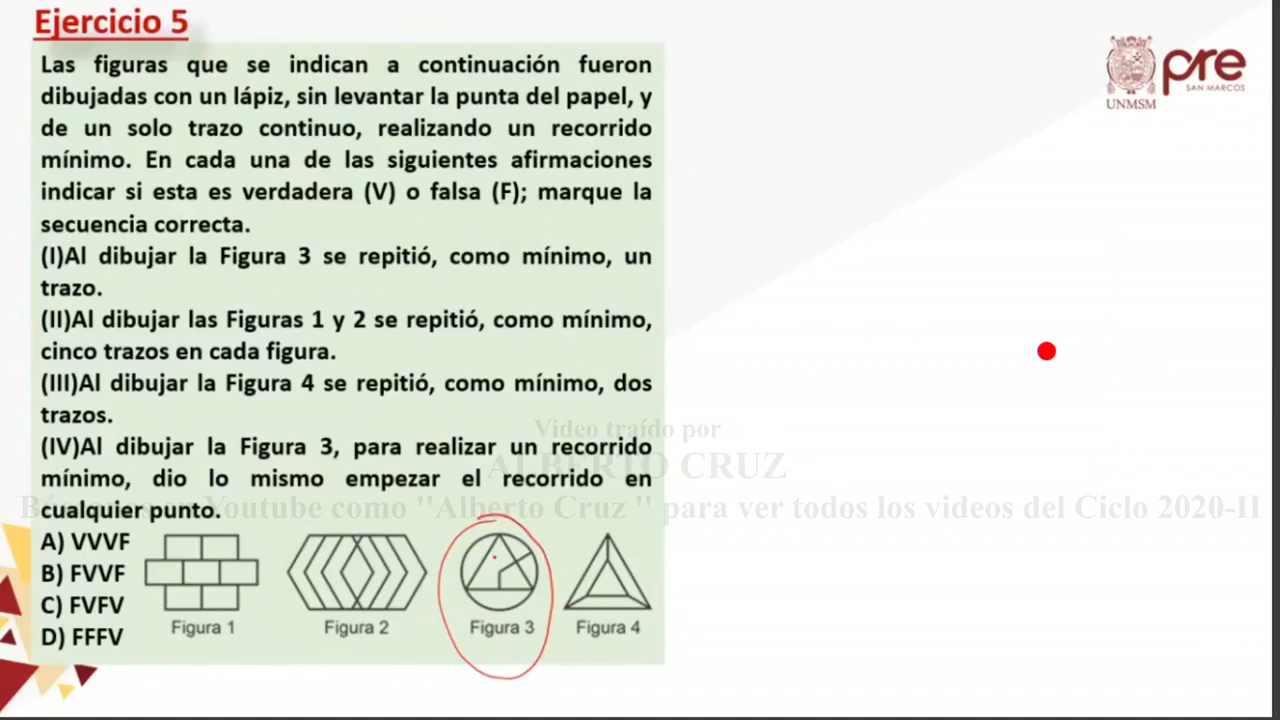 Ejercicio 5
Las figuras que se indican a continuación fueron
dibujadas con un lápiz, sin levantar la punta del papel, y
de un solo trazo continuo, realizando un recorrido
mínimo. En cada una de las siguientes afirmaciones
indicar si esta es verdadera (V) o falsa (F); marque la
secuencia correcta.
(I)Al dibujar la Figura 3 se repitió, como mínimo, un
trazo.
(II)Al dibujar las Figuras 1 y 2 se repitió, como mínimo,
cinco trazos en cada figura.
(III)Al dibujar la Figura 4 se repitió, como mínimo, dos
trazos.
(IV)Al dibujar la Figura 3, para realizar un recorrido
mínimo, dio lo mismo empezar el recorrido en
cualquier punto.
A) VVVF
B) FVVF
C) FVFV
D) FFFV
Figura 1
Figura 2
Figura 3
Figura 4
UNMSM
pre
SAN MARCOS
Video traído por
ALBERTO CRUZ
en Youtube como "Alberto Cruz " para ver todos los videos del Ciclo 2020-II